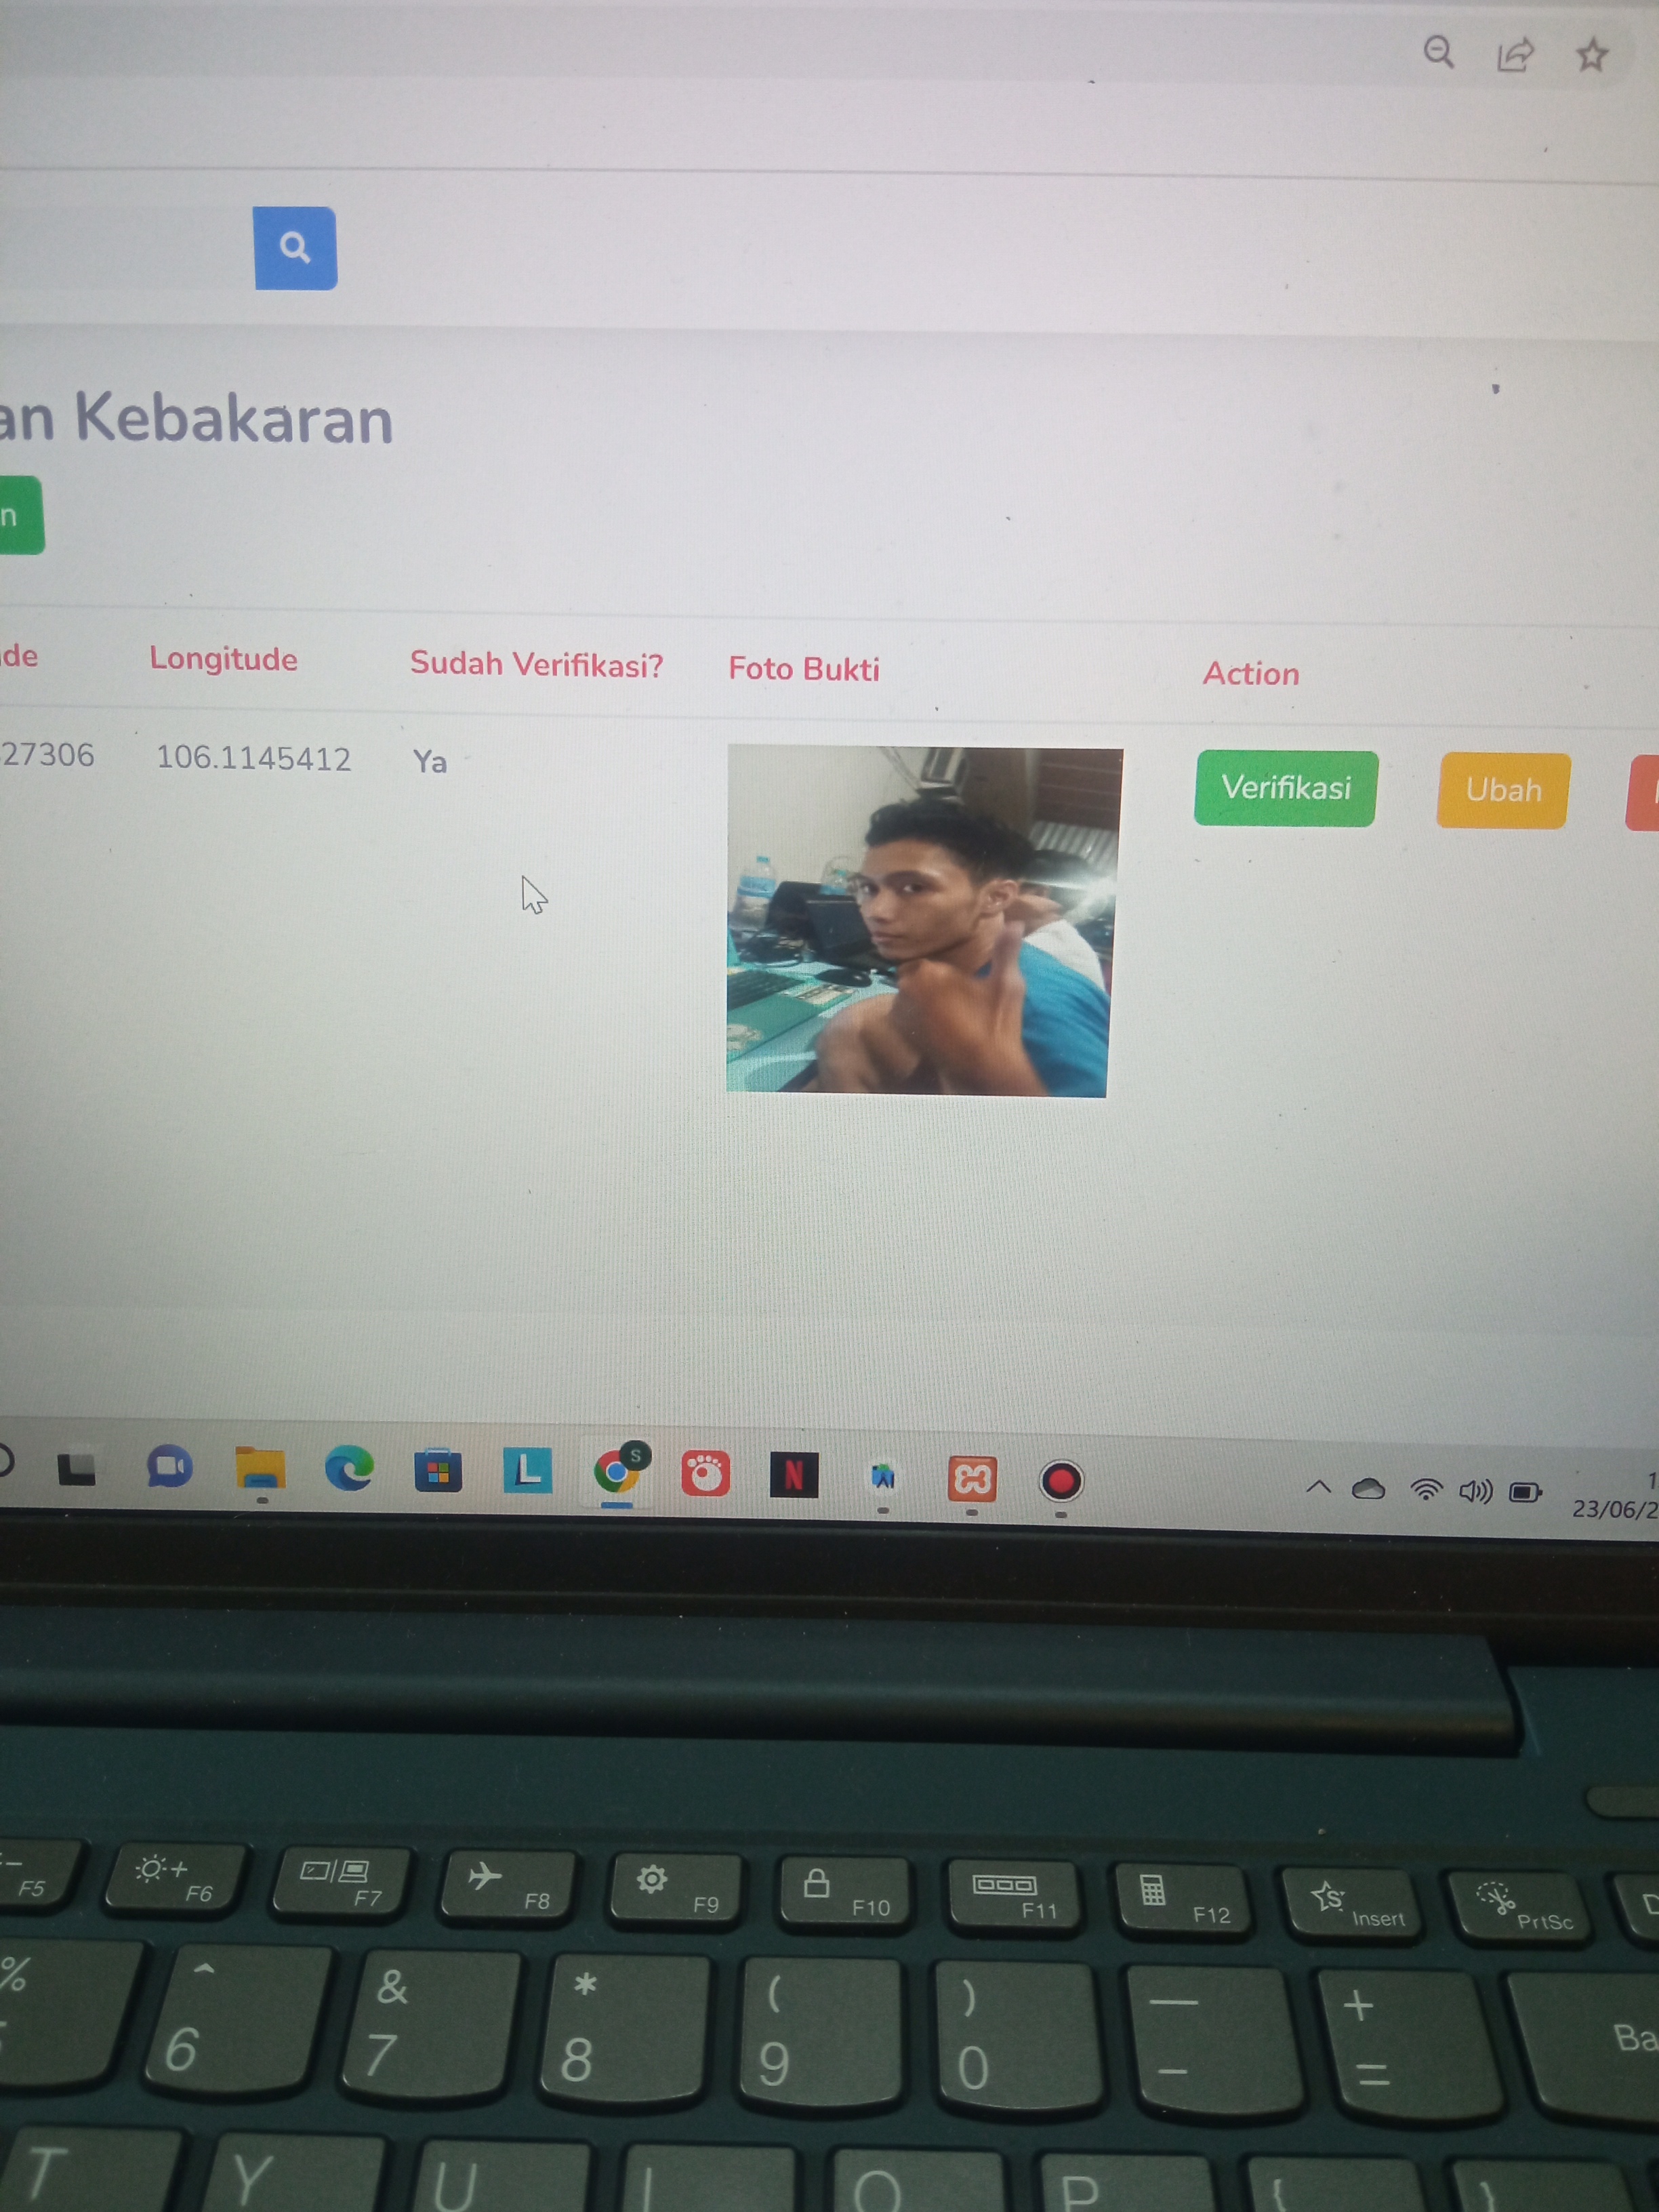 an Kebakaran
n
de Longitude Sudah Verifikasi? Foto Bukti Action
27306 106.1145412 Ya Verifikasi Ubah
S
L N
23/06/2
F5 F6 F7 F8 F9 F10 F11 F12 Insert PrtSc
% ^ & * ( ) — +
6 7 8 9 0 - = Ba
T Y U I O P { }